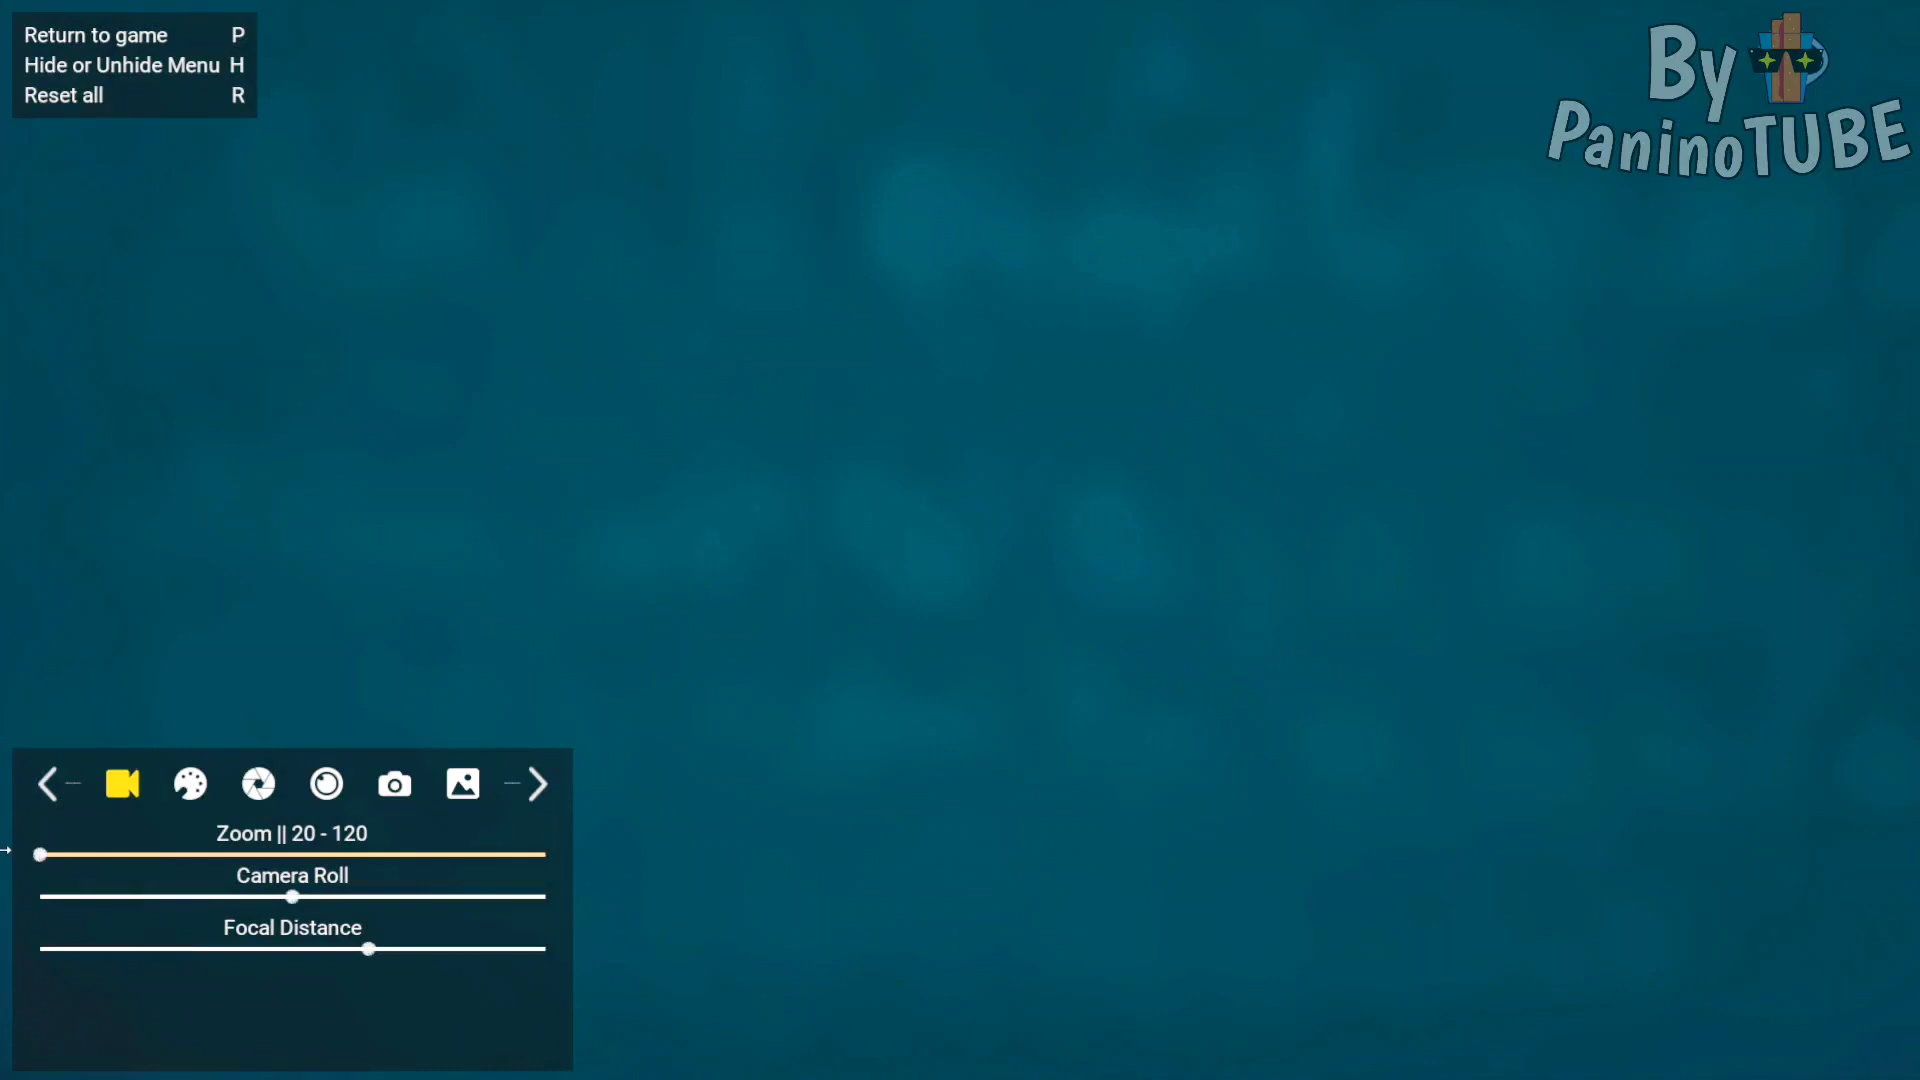 Return to game P
Hide or Unhide Menu H
Reset all R
By
PaninoTUBE
Zoom || 20 - 120
Camera Roll
Focal Distance